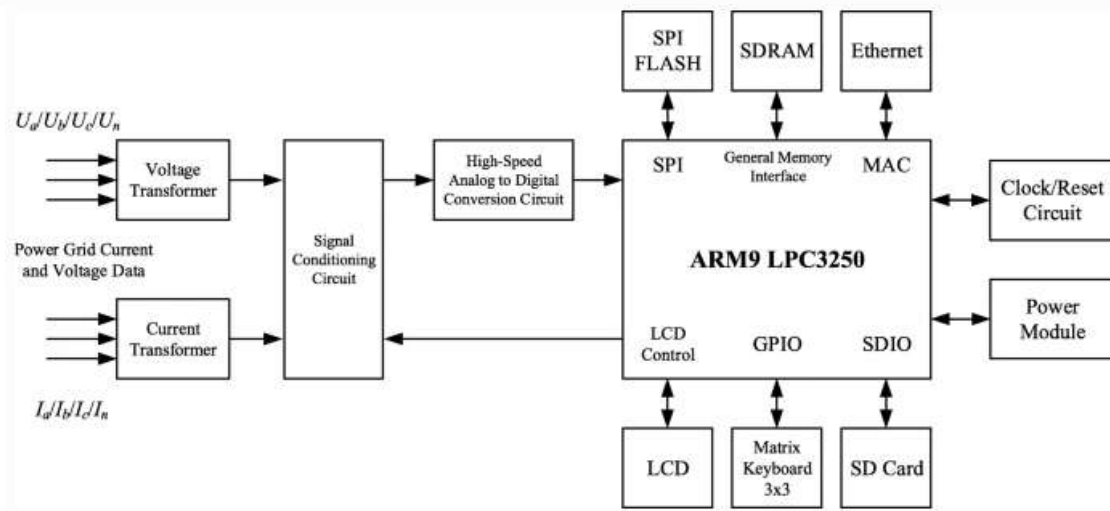 SPI
FLASH
SDRAM
Ethernet
Ua/Ub/Uc/Un
Voltage
Transformer
High-Speed
Analog to Digital
Conversion Circuit
SPI
General Memory
Interface
MAC
Clock/Reset
Circuit
Power Grid Current
and Voltage Data
Signal
Conditioning
Circuit
ARM9 LPC3250
Current
Transformer
LCD
Control
GPIO
SDIO
Power
Module
Ia/Ib/Ic/In
LCD
Matrix
Keyboard
3x3
SD Card